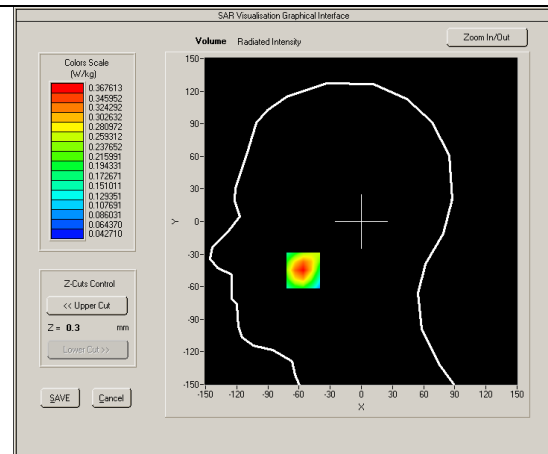 SAR Visualisation Graphical Interface
Volume Radiated Intensity
Zoom In/Out
Colors Scale
(W/kg)
0.367613
0.345952
0.324292
0.302632
0.280972
0.259312
0.237652
0.215991
0.194331
0.172671
0.151011
0.129351
0.107691
0.086031
0.064370
0.042710
Z-Cuts Control
<< Upper Cut
Z = 0.3 mm
Lower Cut >>
SAVE Cancel
150
120
90
60
30
Y 0
-30
-60
-90
-120
-150
-150 -120 -90 -60 -30 0 30 60 90 120 150
X